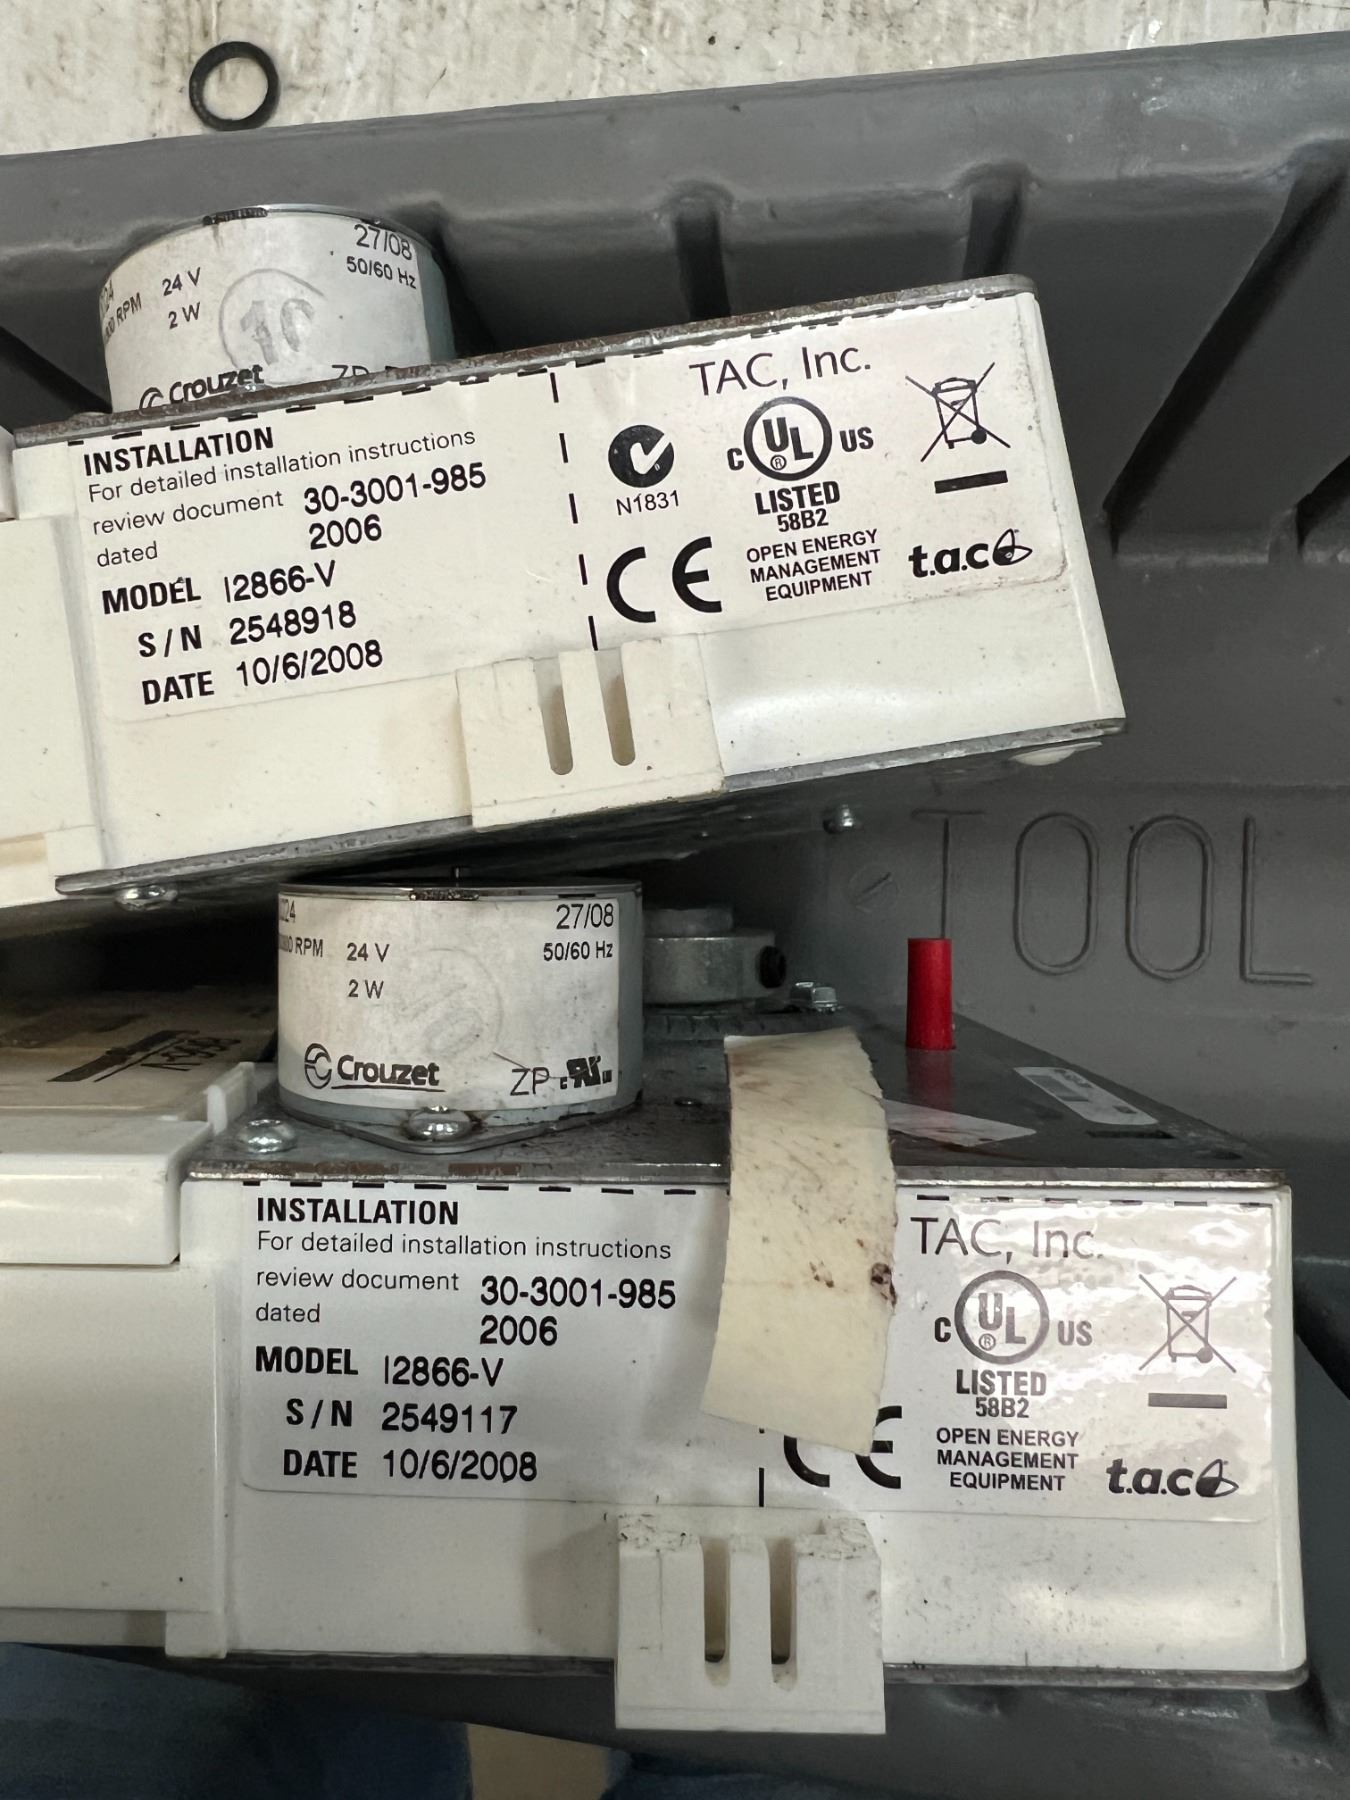 27/08
24 V
50/60 Hz
RPM
2 W
10
Crouzet
INSTALLATION
For detailed installation instructions
review document 30-3001-985
dated 2006
MODEL I2866-V
S/N 2548918
DATE 10/6/2008
TAC, Inc.
N1831
C UL US
®
LISTED
58B2
OPEN ENERGY
MANAGEMENT
EQUIPMENT
CE
t.a.c
TOOL
27/08
RPM 24 V 50/60 Hz
2 W
Crouzet ZP
INSTALLATION
For detailed installation instructions
review document 30-3001-985
dated 2006
MODEL I2866-V
S/N 2549117
DATE 10/6/2008
TAC, Inc.
C UL US
®
LISTED
58B2
OPEN ENERGY
MANAGEMENT
EQUIPMENT
CE
t.a.c